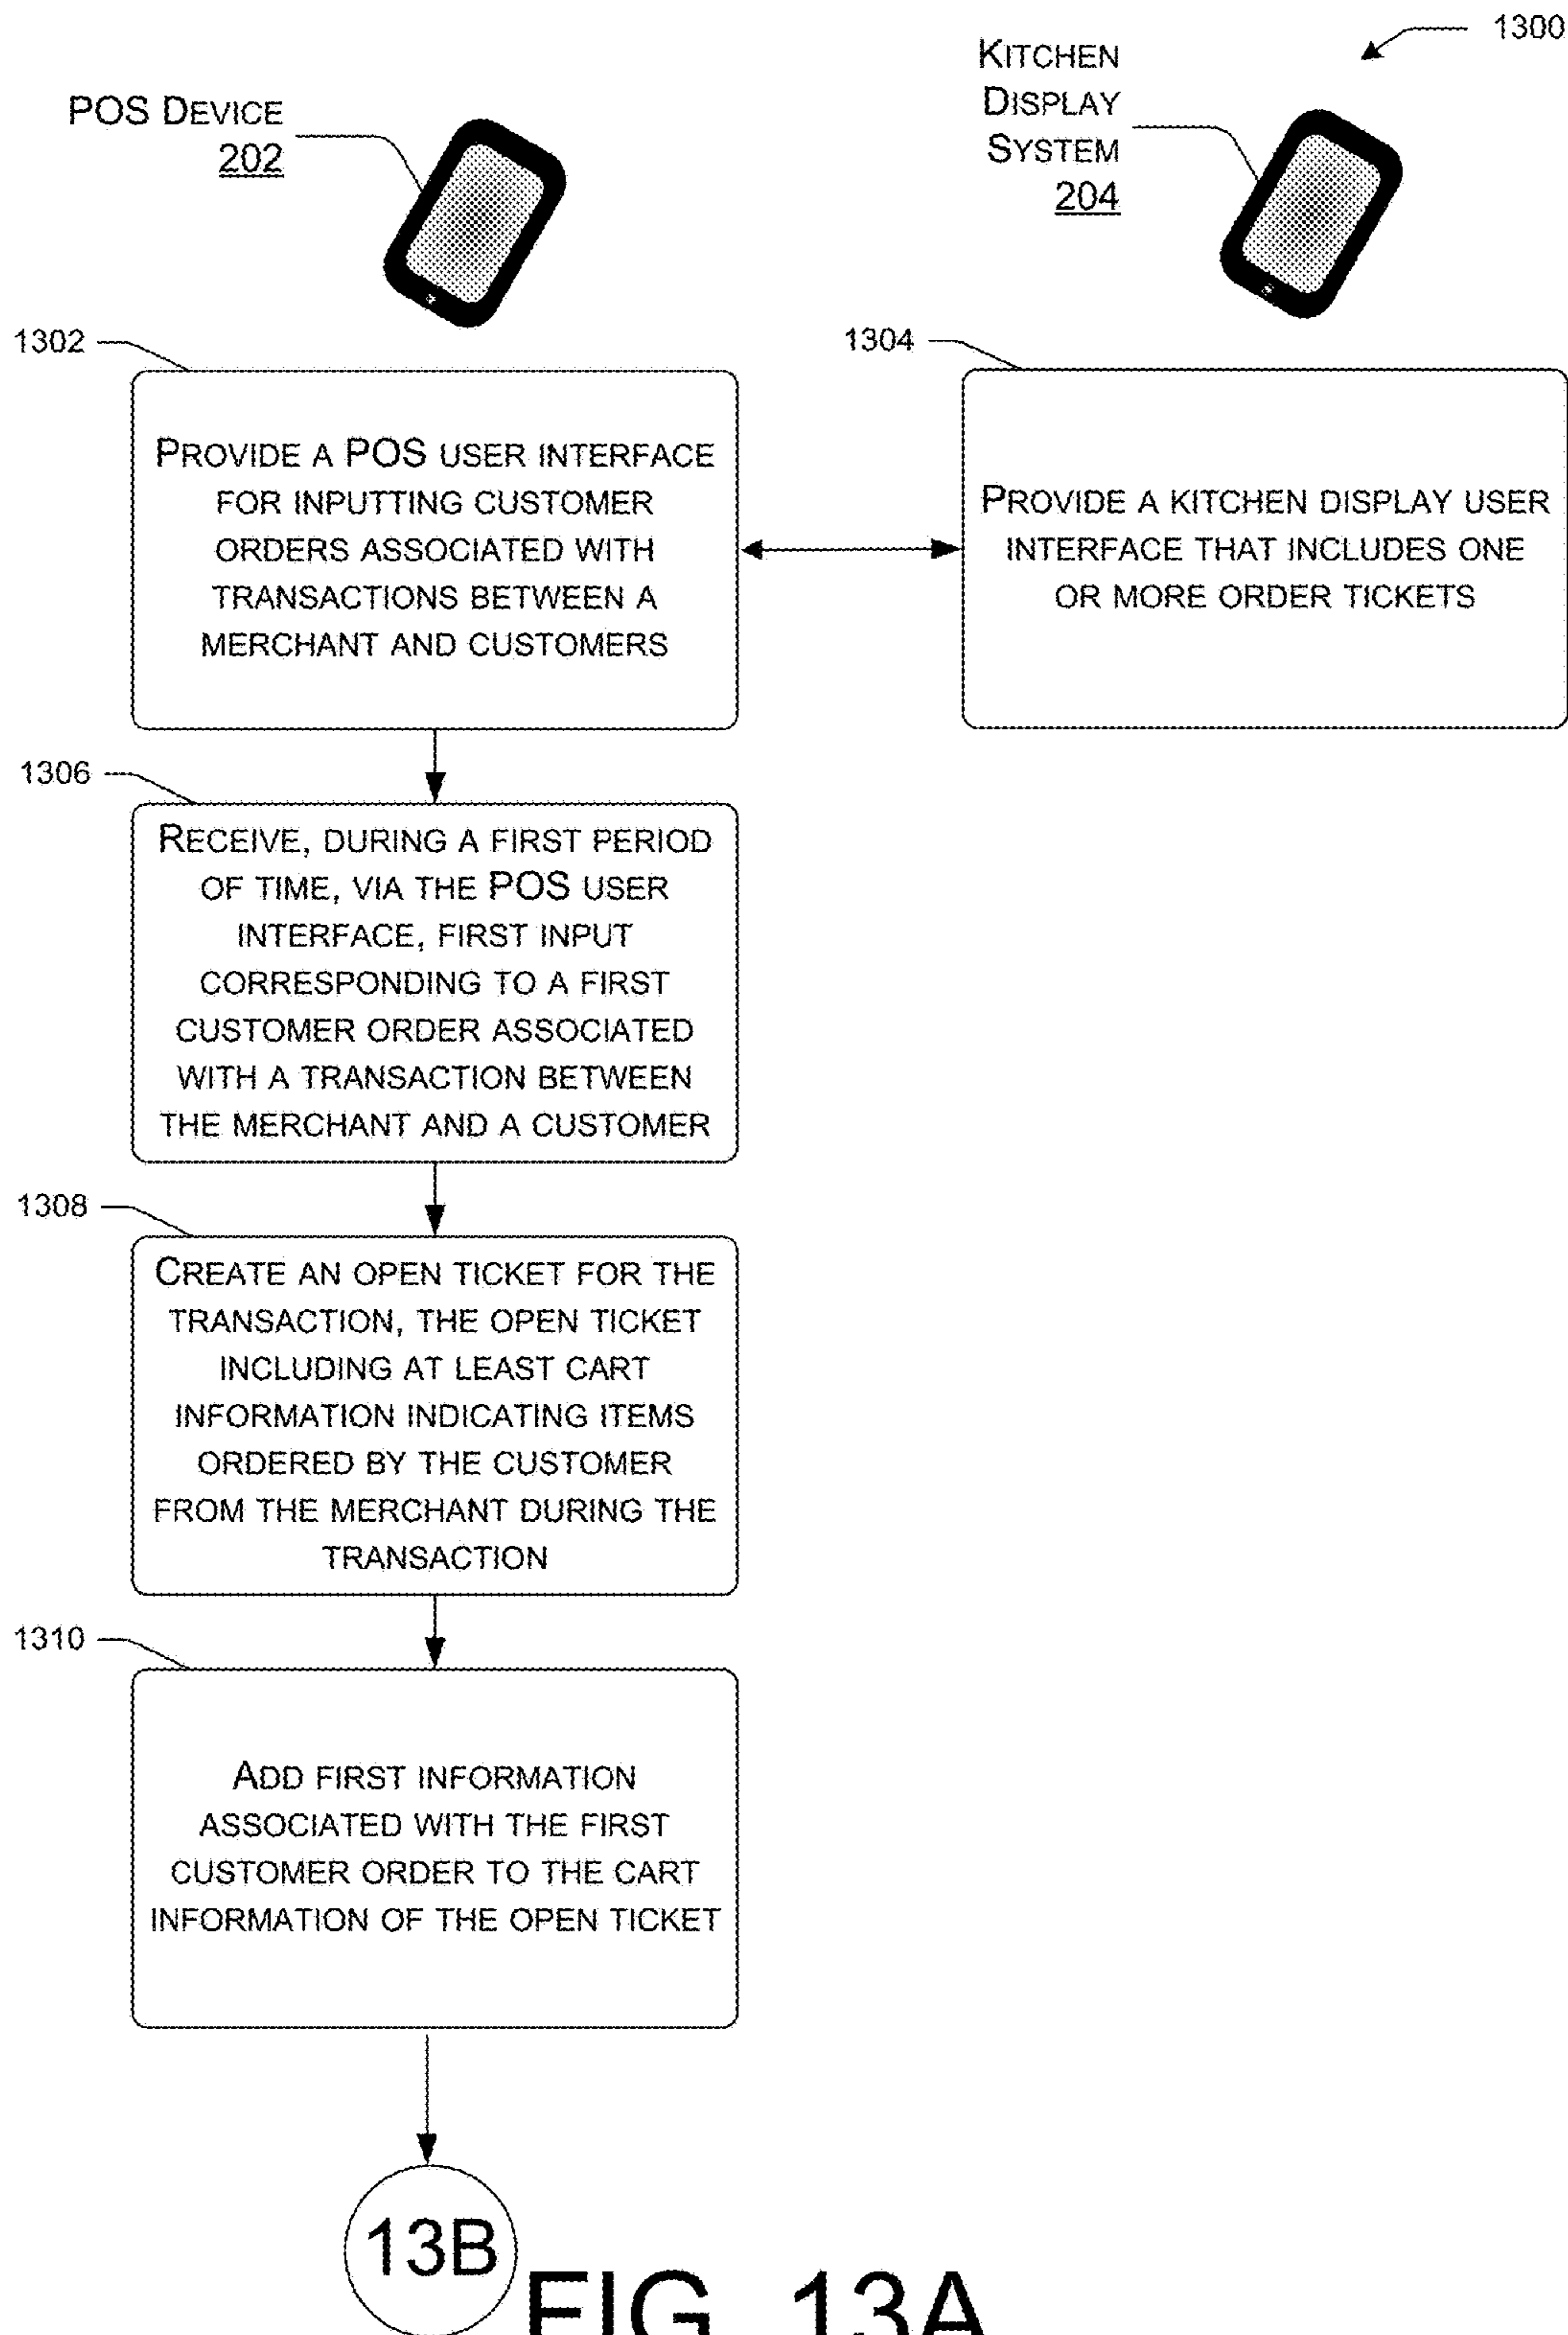 1300
POS DEVICE
202
KITCHEN
DISPLAY
SYSTEM
204
1302
PROVIDE A POS USER INTERFACE
FOR INPUTTING CUSTOMER
ORDERS ASSOCIATED WITH
TRANSACTIONS BETWEEN A
MERCHANT AND CUSTOMERS
1304
PROVIDE A KITCHEN DISPLAY USER
INTERFACE THAT INCLUDES ONE
OR MORE ORDER TICKETS
1306
RECEIVE, DURING A FIRST PERIOD
OF TIME, VIA THE POS USER
INTERFACE, FIRST INPUT
CORRESPONDING TO A FIRST
CUSTOMER ORDER ASSOCIATED
WITH A TRANSACTION BETWEEN
THE MERCHANT AND A CUSTOMER
1308
CREATE AN OPEN TICKET FOR THE
TRANSACTION, THE OPEN TICKET
INCLUDING AT LEAST CART
INFORMATION INDICATING ITEMS
ORDERED BY THE CUSTOMER
FROM THE MERCHANT DURING THE
TRANSACTION
1310
ADD FIRST INFORMATION
ASSOCIATED WITH THE FIRST
CUSTOMER ORDER TO THE CART
INFORMATION OF THE OPEN TICKET
13B
FIG. 13A